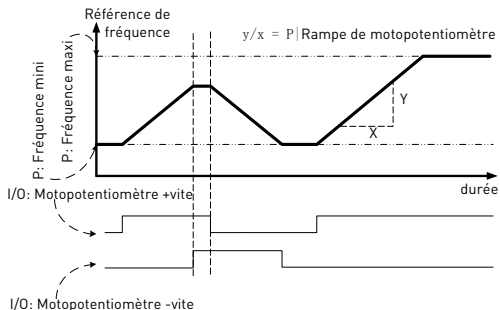 Référence de
fréquence
y/x = P|Rampe de motopotentiomètre
P: Fréquence mini
P: Fréquence maxi
Y
X
durée
I/O: Motopotentiomètre +vite
I/O: Motopotentiomètre -vite